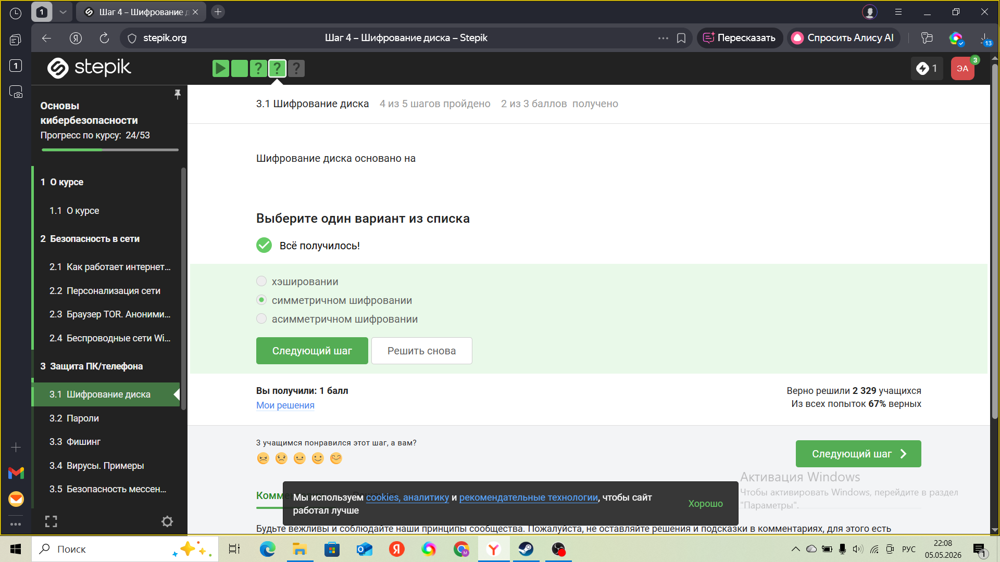 1
Шаг 4 – Шифрование д
stepik.org
Шаг 4 – Шифрование диска – Stepik
Пересказать
Спросить Алису AI
13
1
stepik
1
ЭА
3
Основы
кибербезопасности
Прогресс по курсу: 24/53
1 О курсе
1.1 О курсе
2 Безопасность в сети
2.1 Как работает интернет...
2.2 Персонализация сети
2.3 Браузер TOR. Аноними...
2.4 Беспроводные сети Wi...
3 Защита ПК/телефона
3.1 Шифрование диска
3.2 Пароли
3.3 Фишинг
3.4 Вирусы. Примеры
3.5 Безопасность мессен...
3.1 Шифрование диска 4 из 5 шагов пройдено 2 из 3 баллов получено
Шифрование диска основано на
Выберите один вариант из списка
Всё получилось!
хэшировании
симметричном шифровании
асимметричном шифровании
Следующий шаг
Решить снова
Вы получили: 1 балл
Мои решения
Верно решили 2 329 учащихся
Из всех попыток 67% верных
3 учащимся понравился этот шаг, а вам?
Следующий шаг
Активация Windows
Чтобы активировать Windows, перейдите в раздел
"Параметры".
Мы используем cookies, аналитику и рекомендательные технологии, чтобы сайт
работал лучше
Хорошо
Будьте вежливы и соблюдайте наши принципы сообщества. Пожалуйста, не оставляйте решения и подсказки в комментариях, для этого есть
Поиск
РУС
22:08
05.05.2026
1